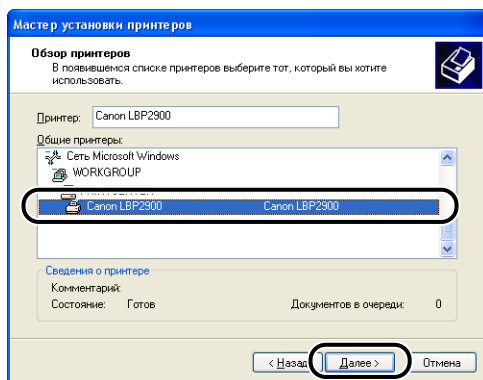 Мастер установки принтеров
Обзор принтеров
В появившемся списке принтеров выберите тот, который вы хотите
использовать.
Принтер: Canon LBP2900
Общие принтеры:
Сеть Microsoft Windows
WORKGROUP
Canon LBP2900 Canon LBP2900
Сведения о принтере
Комментарий:
Состояние: Готов Документов в очереди: 0
< Назад Далее > Отмена